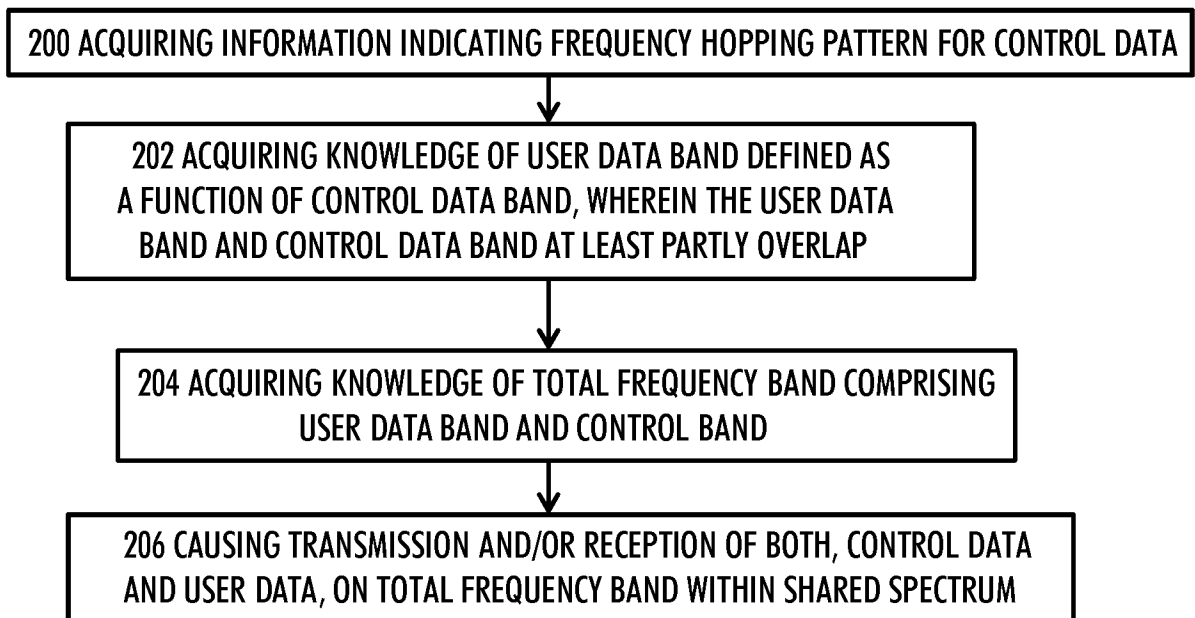 200 ACQUIRING INFORMATION INDICATING FREQUENCY HOPPING PATTERN FOR CONTROL DATA
202 ACQUIRING KNOWLEDGE OF USER DATA BAND DEFINED AS
A FUNCTION OF CONTROL DATA BAND, WHEREIN THE USER DATA
BAND AND CONTROL DATA BAND AT LEAST PARTLY OVERLAP
204 ACQUIRING KNOWLEDGE OF TOTAL FREQUENCY BAND COMPRISING
USER DATA BAND AND CONTROL BAND
206 CAUSING TRANSMISSION AND/OR RECEPTION OF BOTH, CONTROL DATA
AND USER DATA, ON TOTAL FREQUENCY BAND WITHIN SHARED SPECTRUM